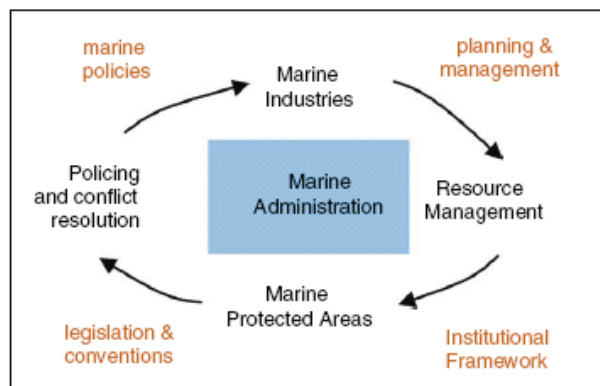 marine
policies
planning &
management
Marine
Industries
Policing
and conflict
resolution
Marine
Administration
Resource
Management
Marine
Protected Areas
legislation &
conventions
Institutional
Framework